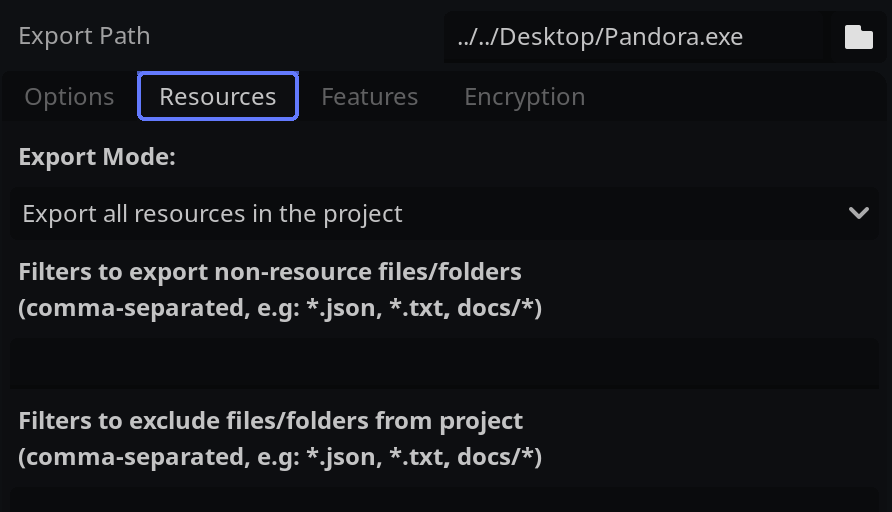 Export Path
../../Desktop/Pandora.exe
Options Resources Features Encryption
Export Mode:
Export all resources in the project
Filters to export non-resource files/folders
(comma-separated, e.g: *.json, *.txt, docs/*)
Filters to exclude files/folders from project
(comma-separated, e.g: *.json, *.txt, docs/*)